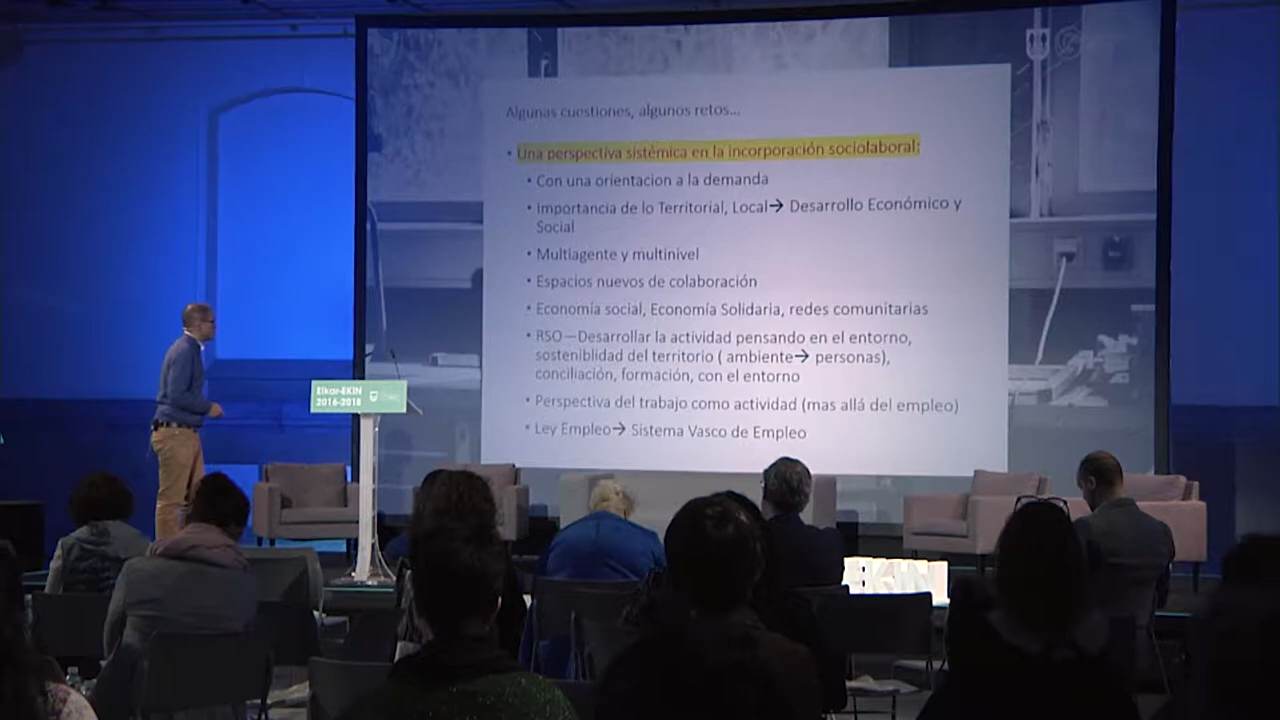 Algunas cuestiones, algunos retos...
• Una perspectiva sistémica en la incorporación sociolaboral:
• Con una orientacion a la demanda
• Importancia de lo Territorial, Local→ Desarrollo Económico y
Social
• Multiagente y multinivel
• Espacios nuevos de colaboración
• Economía social, Economía Solidaria, redes comunitarias
• RSO—Desarrollar la actividad pensando en el entorno,
sosteniblidad del territorio ( ambiente→ personas),
conciliación, formación, con el entorno
• Perspectiva del trabajo como actividad (mas allá del empleo)
• Ley Empleo→ Sistema Vasco de Empleo
Elkar-EKIN
2016-2018
EKIN